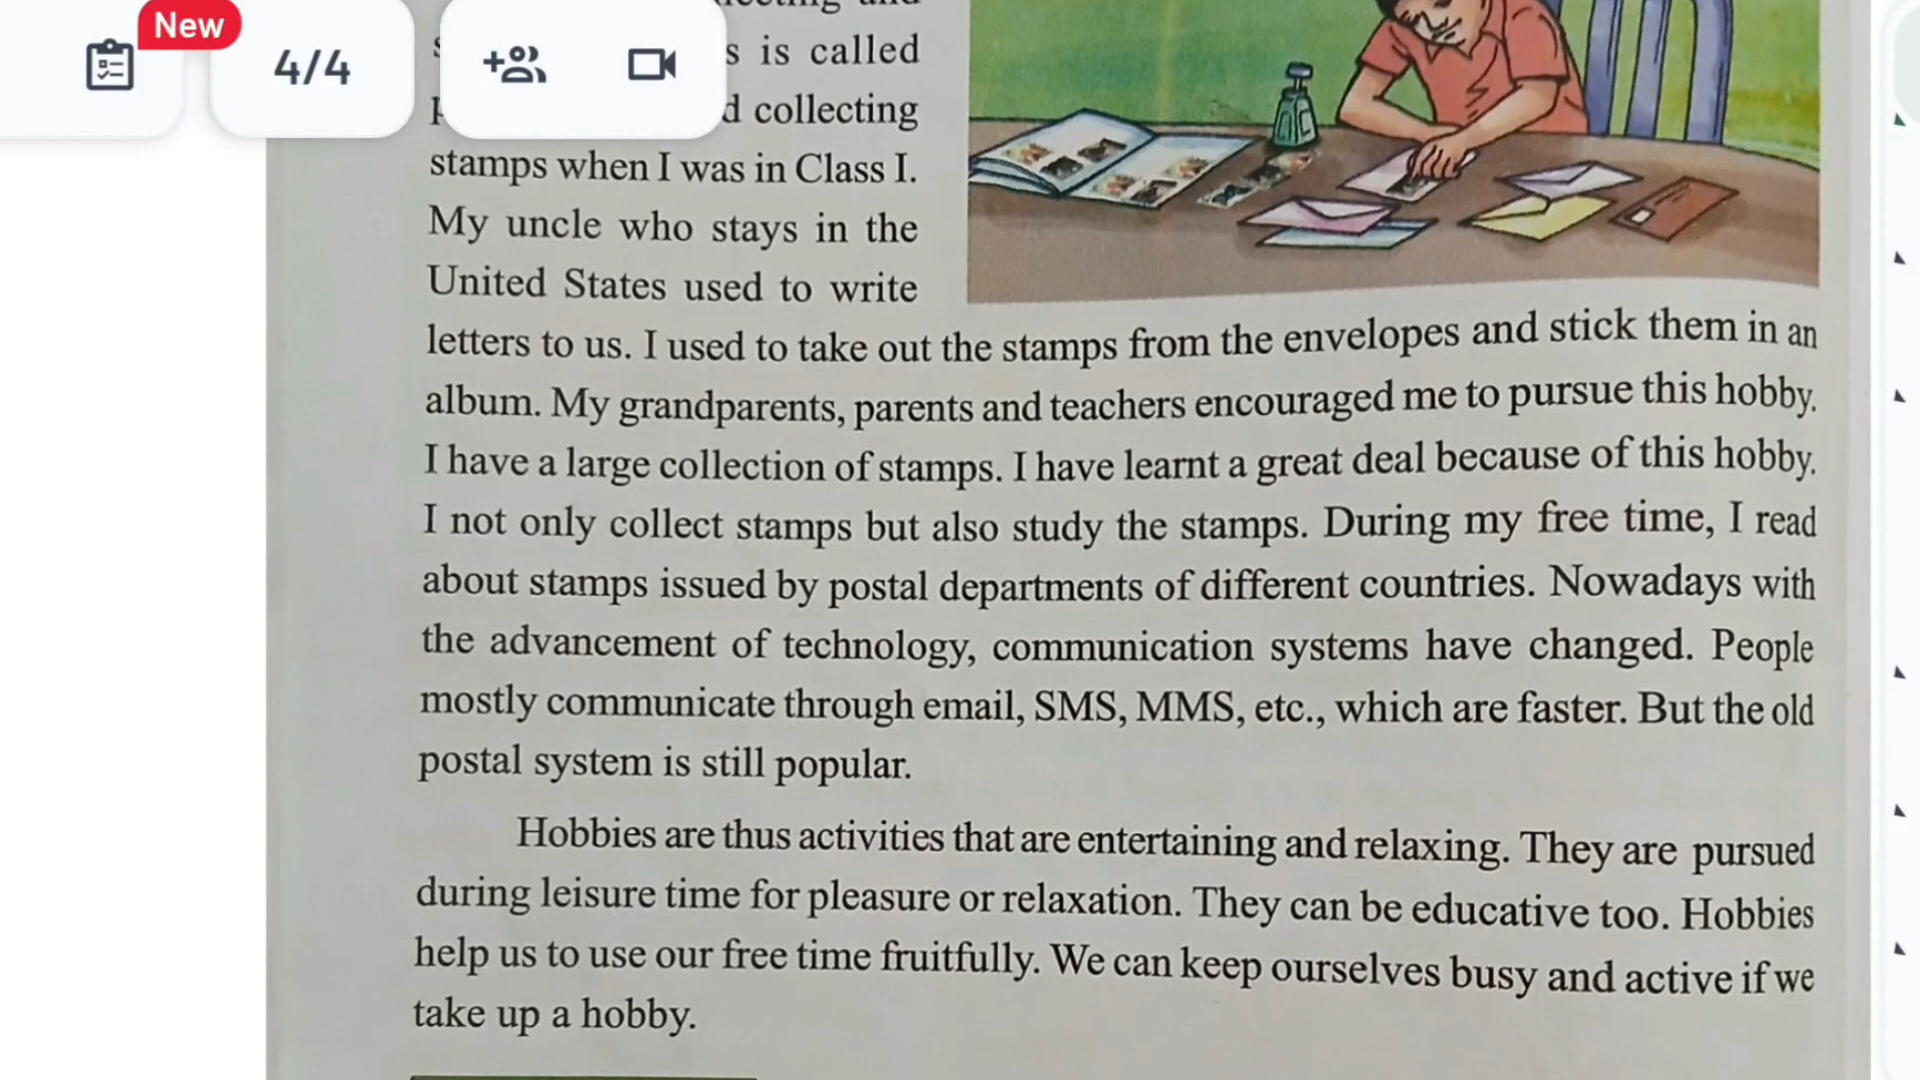 New
4/4
s is called
d collecting
stamps when I was in Class I.
My uncle who stays in the
United States used to write
letters to us. I used to take out the stamps from the envelopes and stick them in an
album. My grandparents, parents and teachers encouraged me to pursue this hobby.
I have a large collection of stamps. I have learnt a great deal because of this hobby.
I not only collect stamps but also study the stamps. During my free time, I read
about stamps issued by postal departments of different countries. Nowadays with
the advancement of technology, communication systems have changed. People
mostly communicate through email, SMS, MMS, etc., which are faster. But the old
postal system is still popular.
Hobbies are thus activities that are entertaining and relaxing. They are pursued
during leisure time for pleasure or relaxation. They can be educative too. Hobbies
help us to use our free time fruitfully. We can keep ourselves busy and active if we
take up a hobby.